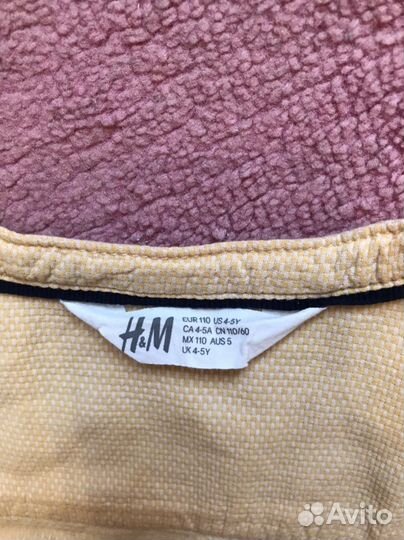 H&M
EUR 110 US 4-5Y
CA 4-5A CN 110/60
MX 110 AUS 5
UK 4-5Y
Avito